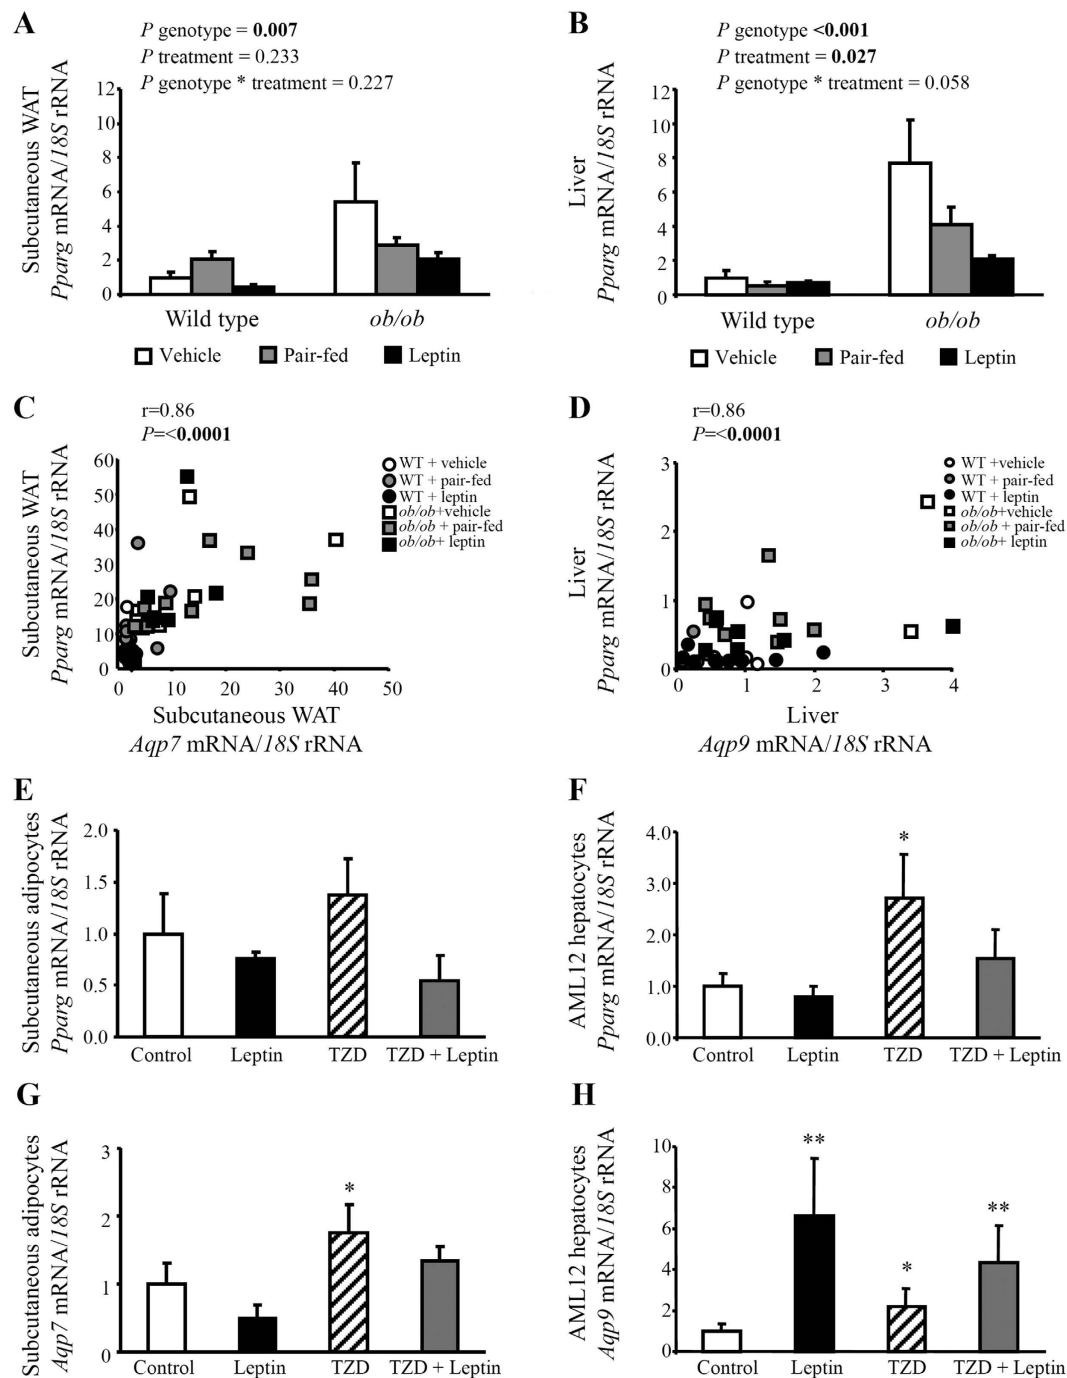 A
P genotype = 0.007
P treatment = 0.233
P genotype * treatment = 0.227
Subcutaneous WAT
Pparg mRNA/18S rRNA
12
10
8
6
4
2
0
Wild type
ob/ob
Vehicle
Pair-fed
Leptin
B
P genotype <0.001
P treatment = 0.027
P genotype * treatment = 0.058
Liver
Pparg mRNA/18S rRNA
12
10
8
6
4
2
0
Wild type
ob/ob
Vehicle
Pair-fed
Leptin
C
r=0.86
P=<0.0001
Subcutaneous WAT
Pparg mRNA/18S rRNA
60
50
40
30
20
10
0
0
10
20
30
40
50
Subcutaneous WAT
Aqp7 mRNA/18S rRNA
WT + vehicle
WT + pair-fed
WT + leptin
ob/ob+vehicle
ob/ob + pair-fed
ob/ob+ leptin
D
r=0.86
P=<0.0001
Liver
Pparg mRNA/18S rRNA
3
2
1
0
0
1
2
3
4
Liver
Aqp9 mRNA/18S rRNA
WT +vehicle
WT + pair-fed
WT + leptin
ob/ob+vehicle
ob/ob + pair-fed
ob/ob+ leptin
E
Subcutaneous adipocytes
Pparg mRNA/18S rRNA
2.0
1.5
1.0
0.5
0.0
Control
Leptin
TZD
TZD + Leptin
F
AML12 hepatocytes
Pparg mRNA/18S rRNA
4.0
3.0
2.0
1.0
0.0
*
Control
Leptin
TZD
TZD + Leptin
G
Subcutaneous adipocytes
Aqp7 mRNA/18S rRNA
3
2
1
0
*
Control
Leptin
TZD
TZD + Leptin
H
AML12 hepatocytes
Aqp9 mRNA/18S rRNA
10
8
6
4
2
0
**
*
**
Control
Leptin
TZD
TZD + Leptin